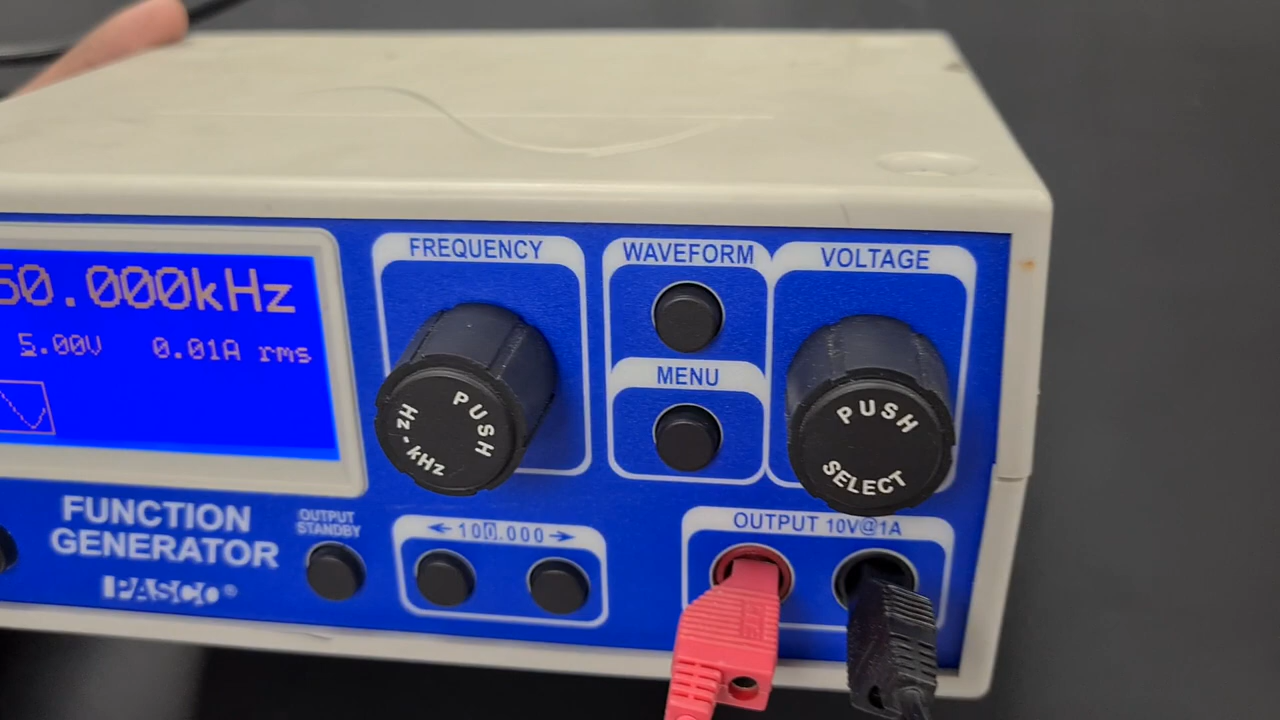 FREQUENCY
WAVEFORM
VOLTAGE
50.000kHz
5.00V 0.01A rms
MENU
PUSH
Hz-kHz
PUSH
SELECT
FUNCTION
GENERATOR
PASCO®
OUTPUT
STANDBY
← 100.000 →
OUTPUT 10V@1A